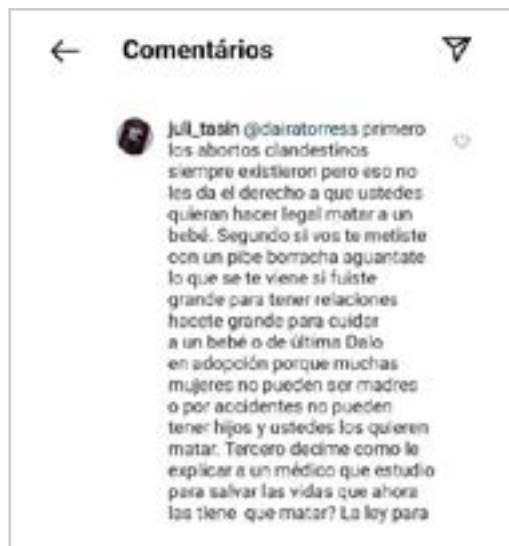 Comentários
juli_tasin @dairatorress primero
los abortos clandestinos
siempre existieron pero eso no
les da el derecho a que ustedes
quieran hacer legal matar a un
bebé. Segundo si vos te metiste
con un pibe borracha aguantate
lo que se te viene si fuiste
grande para tener relaciones
hacete grande para cuidar
a un bebé o de última Dalo
en adopción porque muchas
mujeres no pueden ser madres
o por accidentes no pueden
tener hijos y ustedes los quieren
matar. Tercero decime como le
explicar a un médico que estudio
para salvar las vidas que ahora
las tiene que matar? La ley para